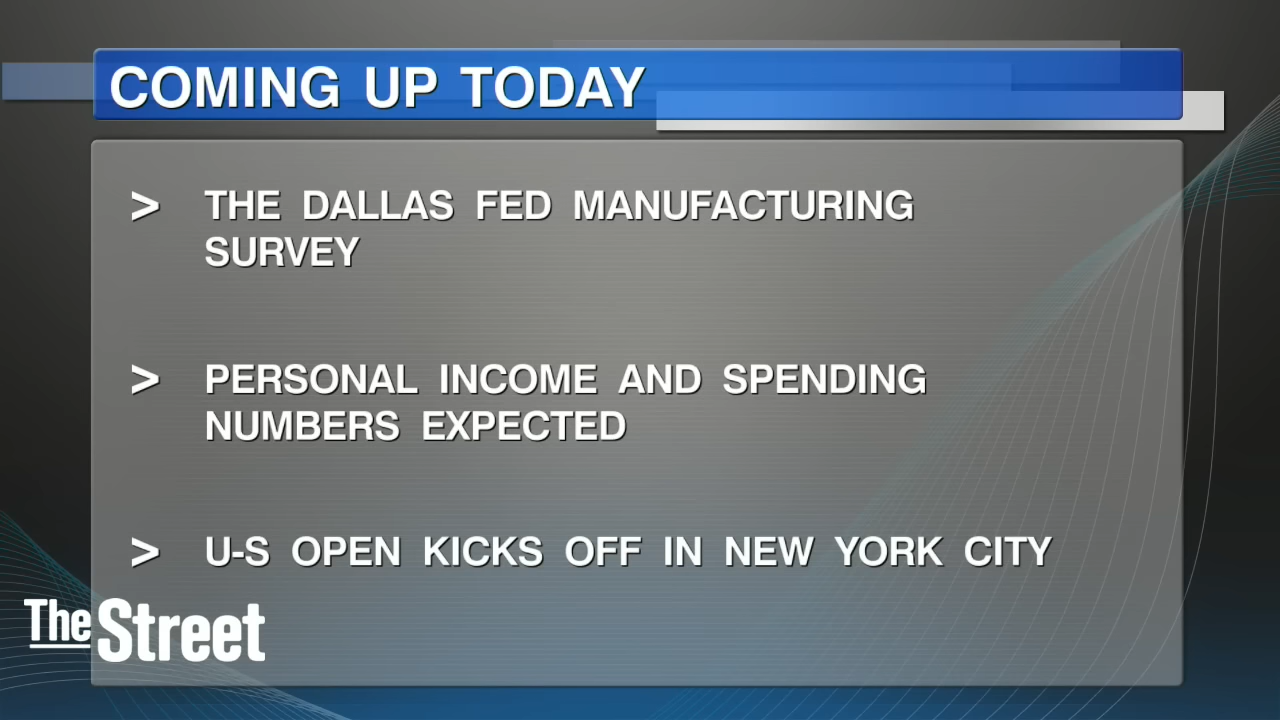 COMING UP TODAY
> THE DALLAS FED MANUFACTURING
SURVEY
> PERSONAL INCOME AND SPENDING
NUMBERS EXPECTED
> U-S OPEN KICKS OFF IN NEW YORK CITY
The Street